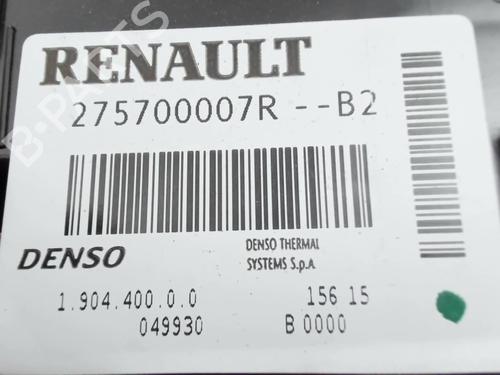 RENAULT
275700007R --B2
DENSO
DENSO THERMAL
SYSTEMS S.p.A
1.904.400.0.0 156 15
049930 B 0000
B-PARTS